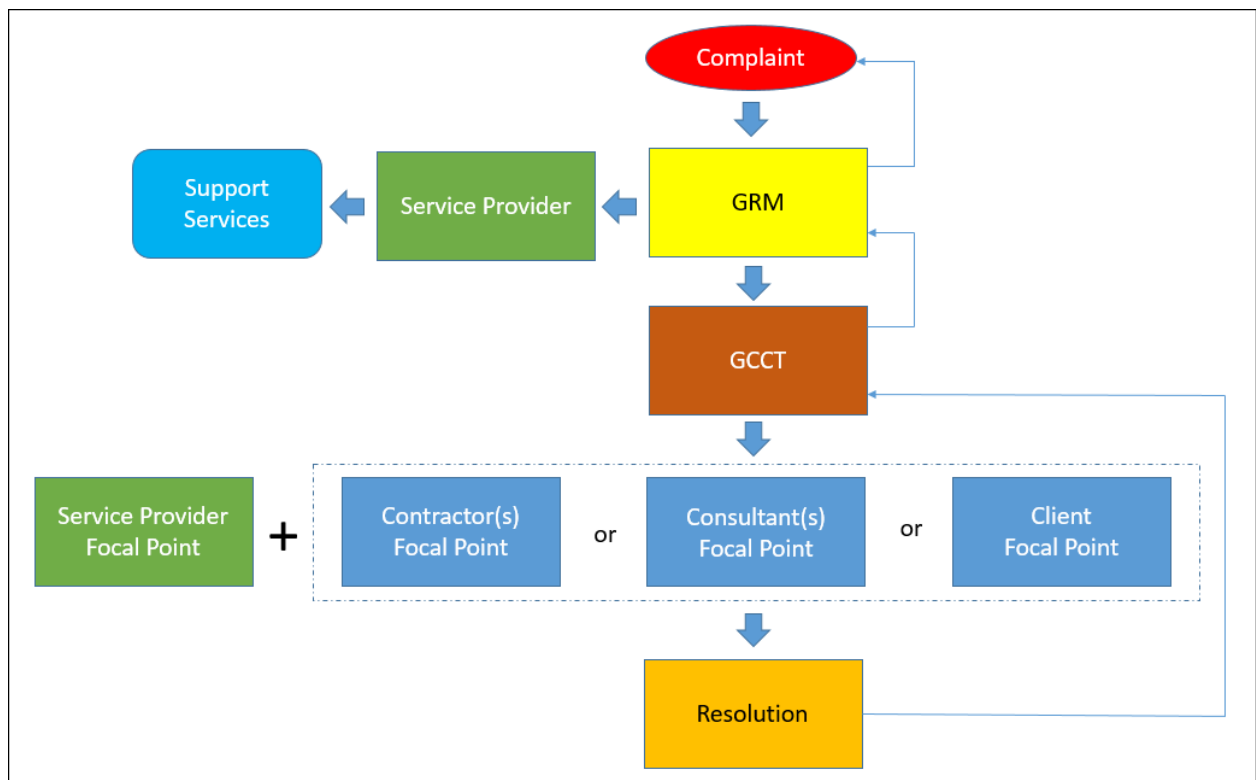 Complaint
Support
Services
Service Provider
GRM
GCCT
Service Provider
Focal Point
+
Contractor(s)
Focal Point
or
Consultant(s)
Focal Point
or
Client
Focal Point
Resolution